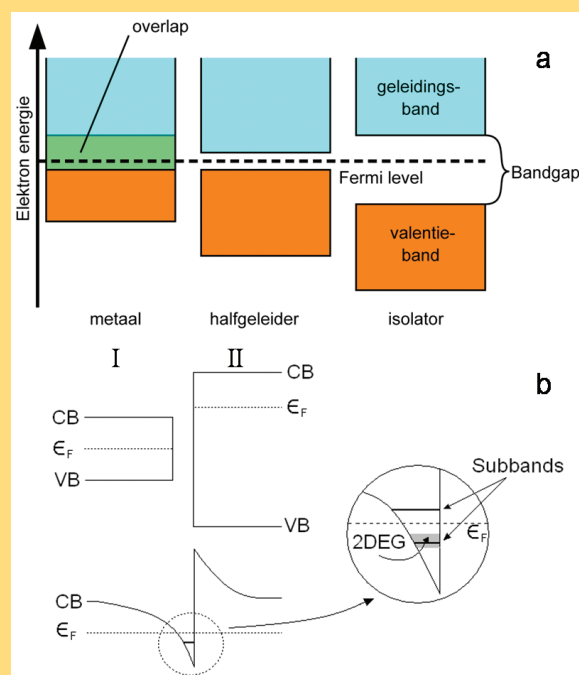 overlap
a
Elektron energie
geleidings-
band
Fermi level
Bandgap
valentie-
band
metaal
halfgeleider
isolator
I
II
b
CB
CB
ϵF
ϵF
VB
VB
Subbands
2DEG
ϵF
CB
ϵF